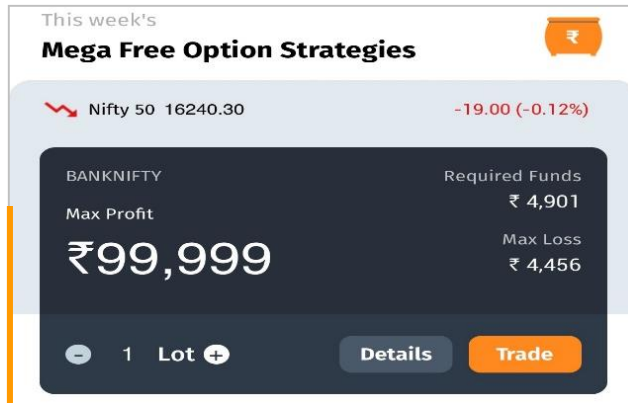 This week's
Mega Free Option Strategies
₹
Nifty 50 16240.30 -19.00 (-0.12%)
BANKNIFTY Required Funds
₹ 4,901
Max Profit
₹99,999
Max Loss
₹ 4,456
- 1 Lot + Details Trade